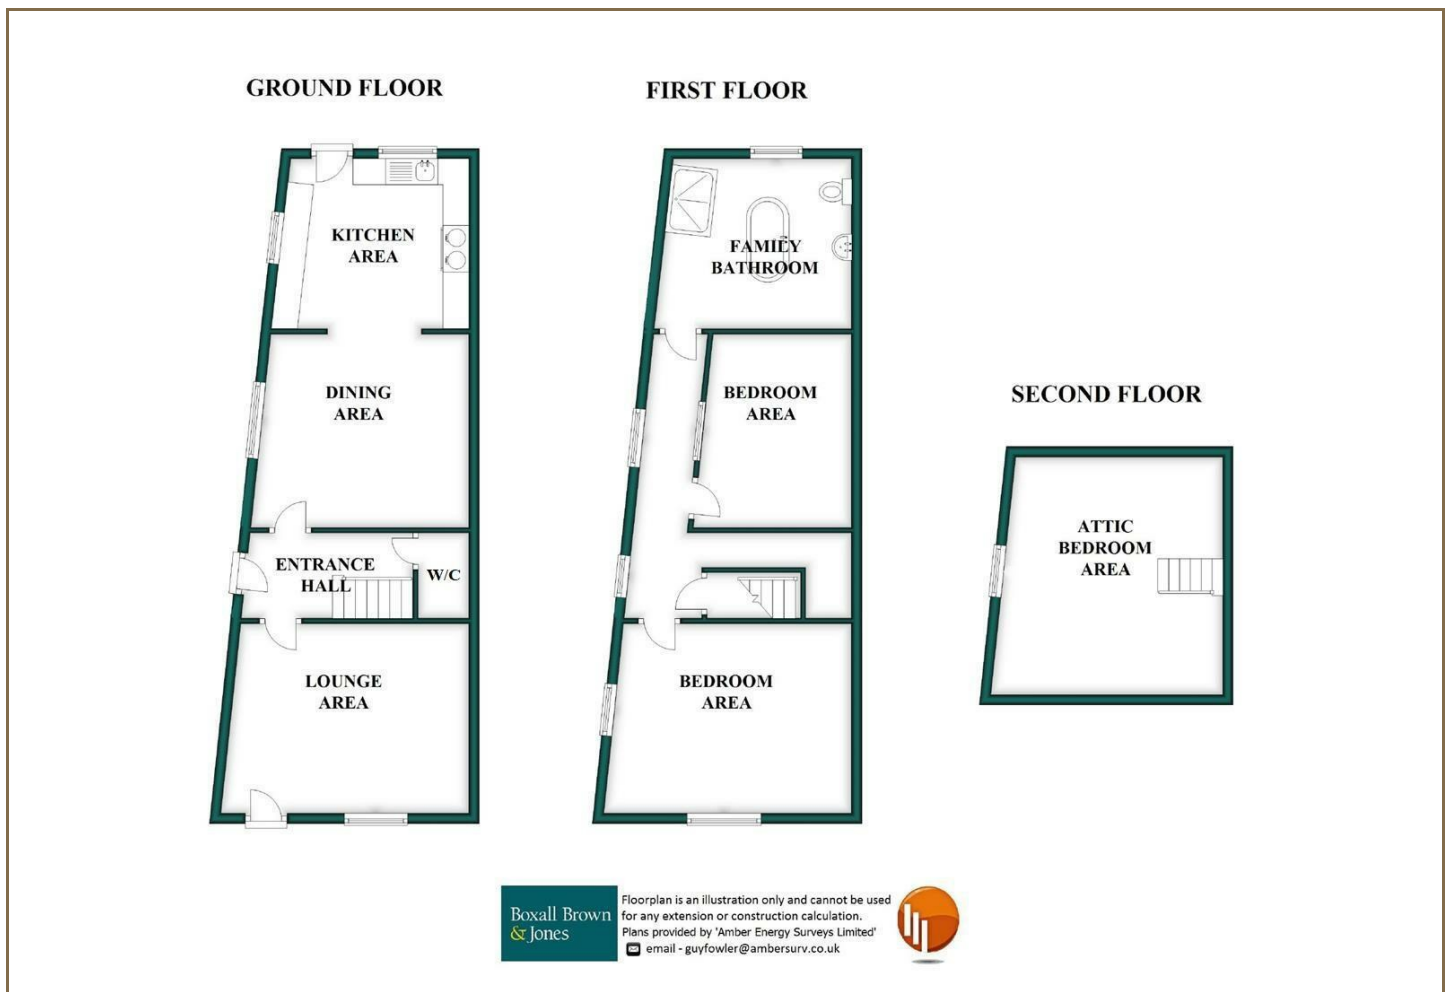 GROUND FLOOR
KITCHEN
AREA
DINING
AREA
ENTRANCE
HALL
W/C
LOUNGE
AREA
FIRST FLOOR
FAMILY
BATHROOM
BEDROOM
AREA
BEDROOM
AREA
SECOND FLOOR
ATTIC
BEDROOM
AREA
Boxall Brown
& Jones
Floorplan is an illustration only and cannot be used
for any extension or construction calculation.
Plans provided by 'Amber Energy Surveys Limited'
email - guyfowler@ambersurv.co.uk